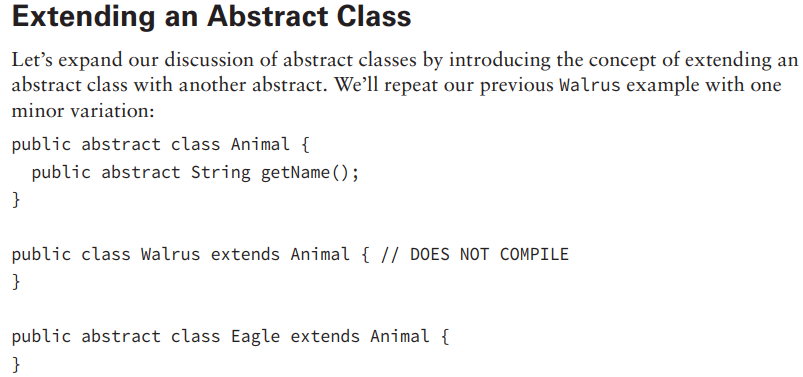 Extending an Abstract Class
Let’s expand our discussion of abstract classes by introducing the concept of extending an
abstract class with another abstract. We’ll repeat our previous Walrus example with one
minor variation:
public abstract class Animal {
  public abstract String getName();
}
public class Walrus extends Animal { // DOES NOT COMPILE
}
public abstract class Eagle extends Animal {
}